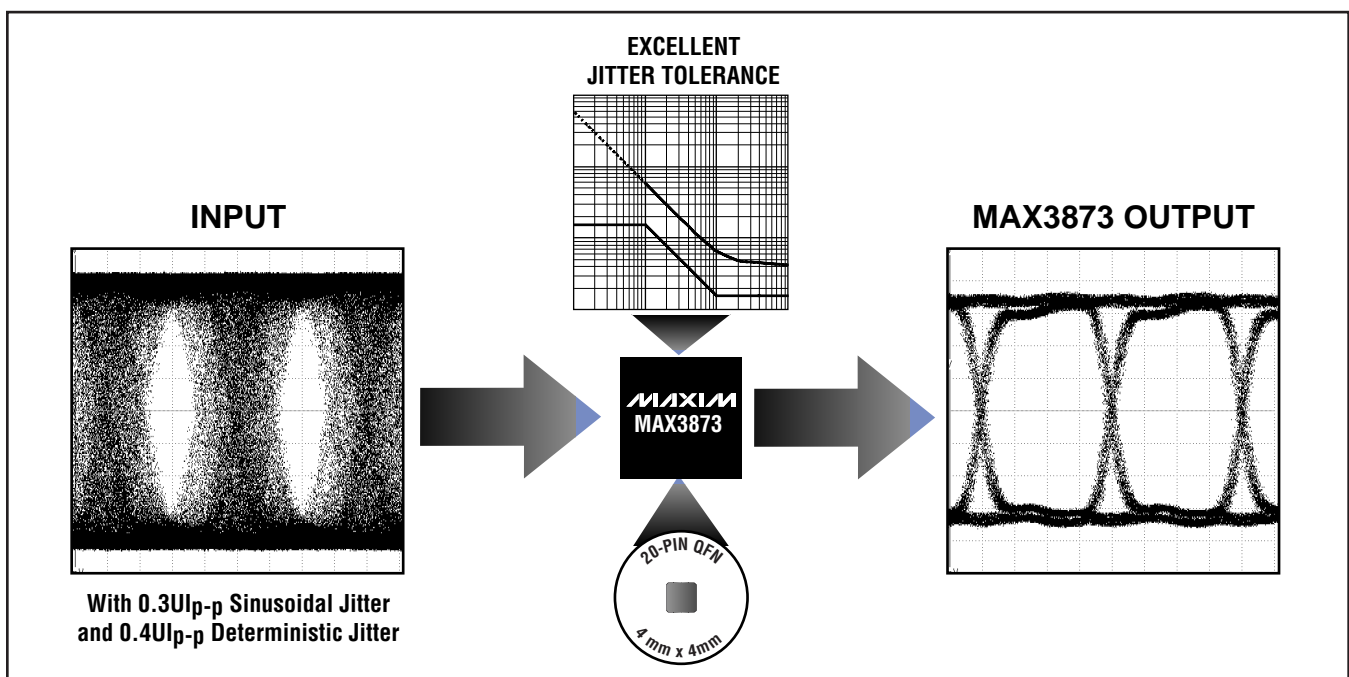 EXCELLENT
JITTER TOLERANCE
INPUT
MAX3873 OUTPUT
MAXIM
MAX3873
20-PIN QFN
4 mm x 4mm
With 0.3UIp-p Sinusoidal Jitter
and 0.4UIp-p Deterministic Jitter